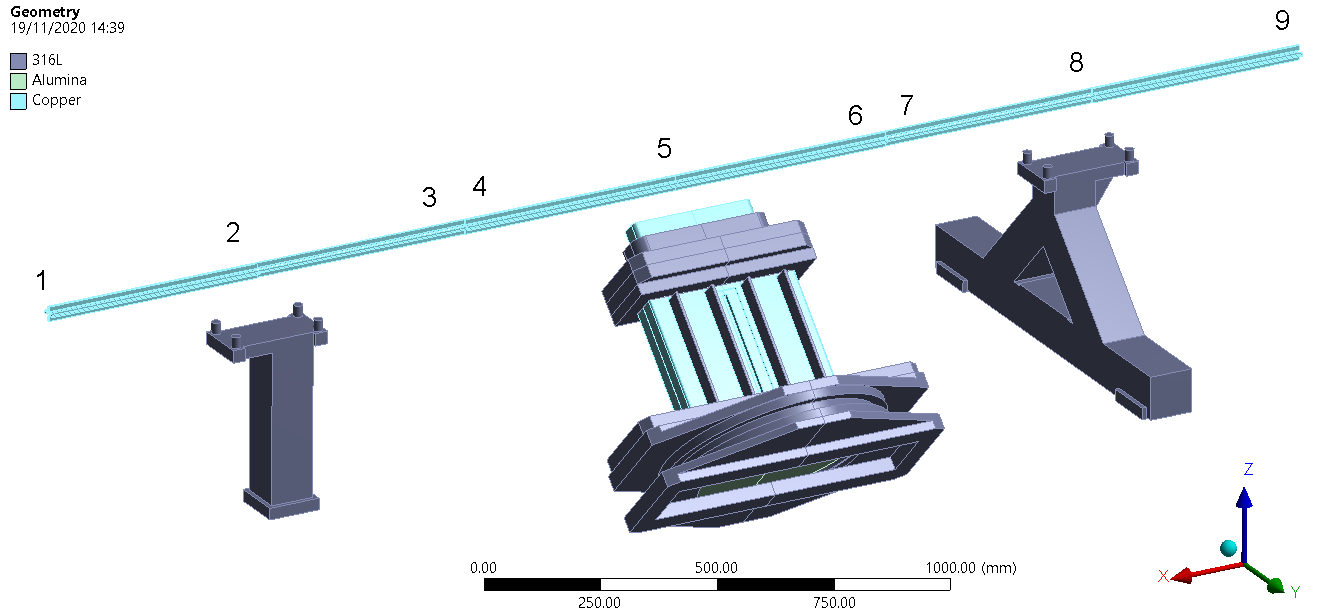 Geometry
19/11/2020 14:39
316L
Alumina
Copper
9
8
7
6
5
4
3
2
1
0.00 500.00 1000.00 (mm)
250.00 750.00
Z
X
Y